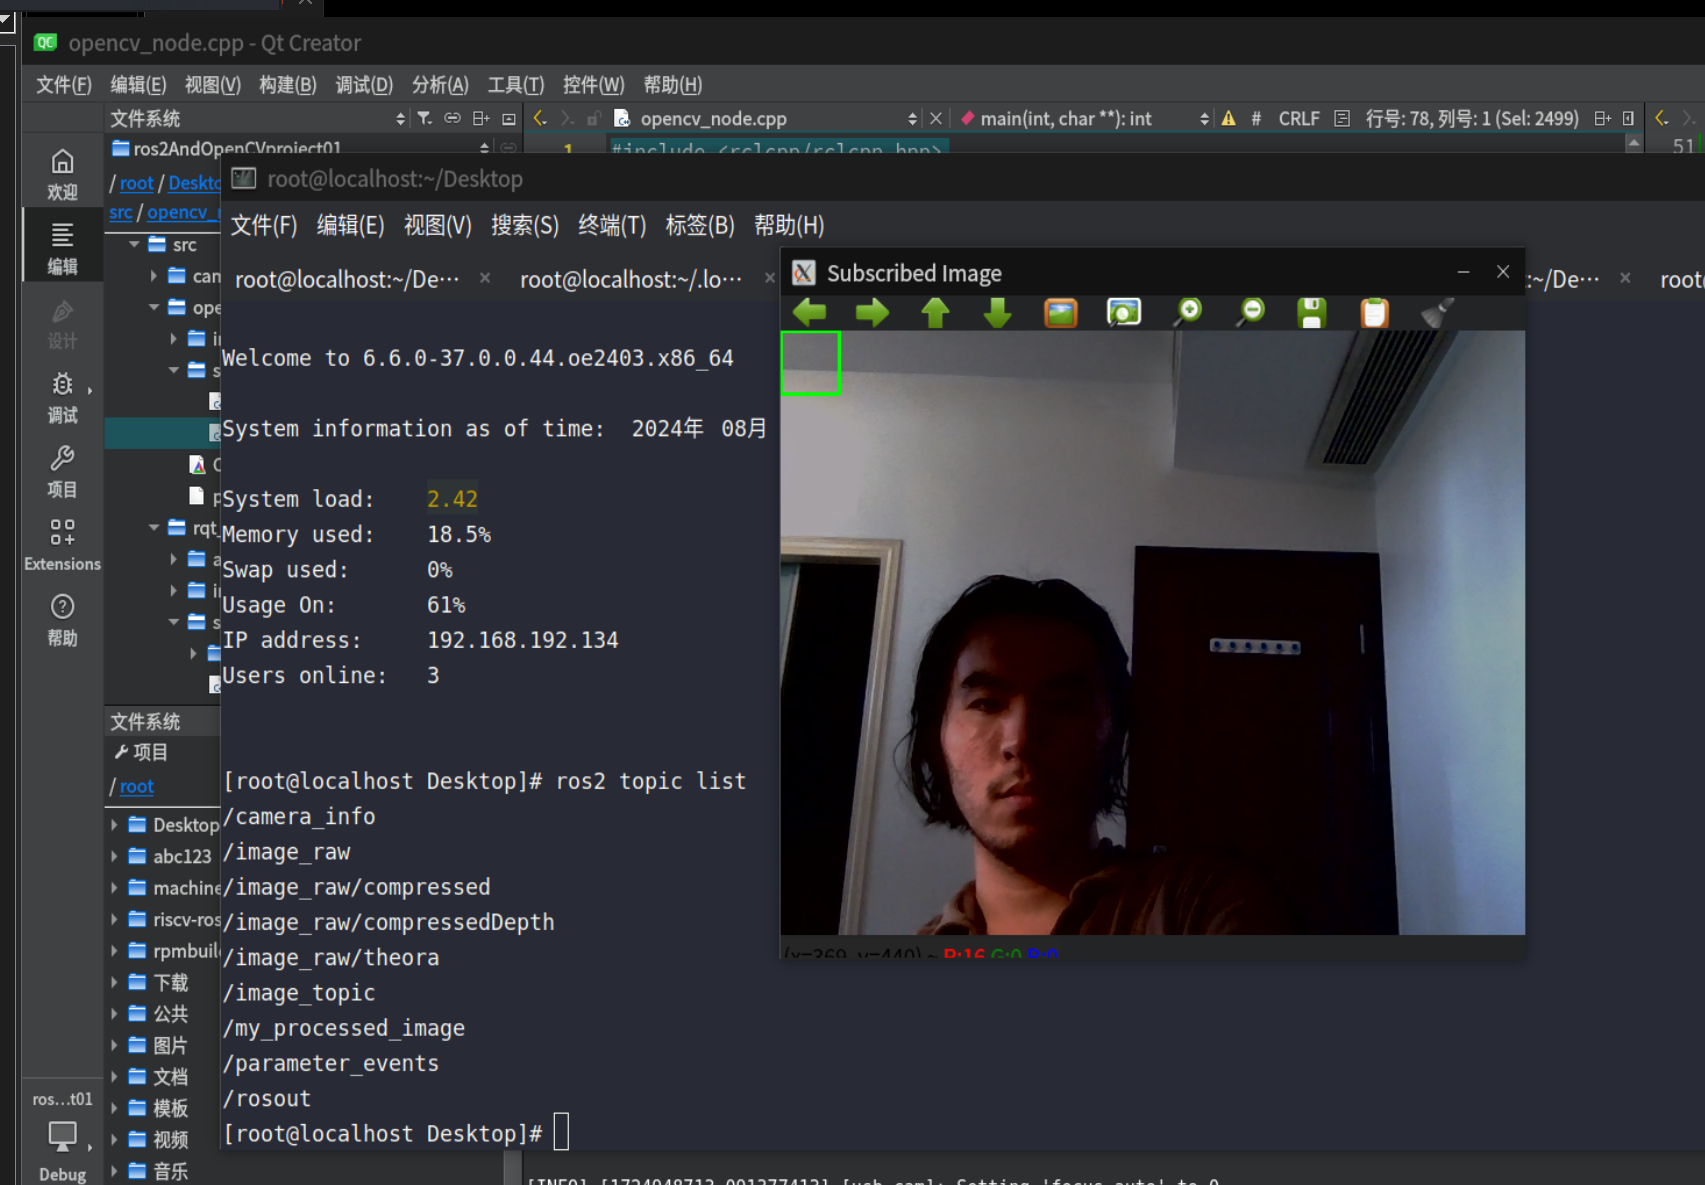 opencv_node.cpp - Qt Creator
文件(F) 编辑(E) 视图(V) 构建(B) 调试(D) 分析(A) 工具(T) 控件(W) 帮助(H)
文件系统
opencv_node.cpp
main(int, char **): int
# CRLF 行号: 78, 列号: 1 (Sel: 2499)
51
ros2AndOpenCVproject01
1 #include <rclcpp/rclcpp.hpp>
/ root / Deskto
src / opencv_
src
欢迎
编辑
设计
调试
项目
Extensions
帮助
root@localhost:~/Desktop
文件(F) 编辑(E) 视图(V) 搜索(S) 终端(T) 标签(B) 帮助(H)
root@localhost:~/De···
root@localhost:~/.lo···
:~/De···
Subscribed Image
Welcome to 6.6.0-37.0.0.44.oe2403.x86_64
System information as of time: 2024年 08月
System load: 2.42
Memory used: 18.5%
Swap used: 0%
Usage On: 61%
IP address: 192.168.192.134
Users online: 3
[root@localhost Desktop]# ros2 topic list
/camera_info
/image_raw
/image_raw/compressed
/image_raw/compressedDepth
/image_raw/theora
/image_topic
/my_processed_image
/parameter_events
/rosout
[root@localhost Desktop]#
(x=369, y=440) ~ R:16 G:0 B:0
文件系统
项目
/ root
Desktop
abc123
machine
riscv-ros
rpmbuil
下载
公共
图片
文档
模板
视频
音乐
ros...t01
Debug
[INFO] [1724948713.001377413] [usb_cam]: Setting 'focus_auto' to 0